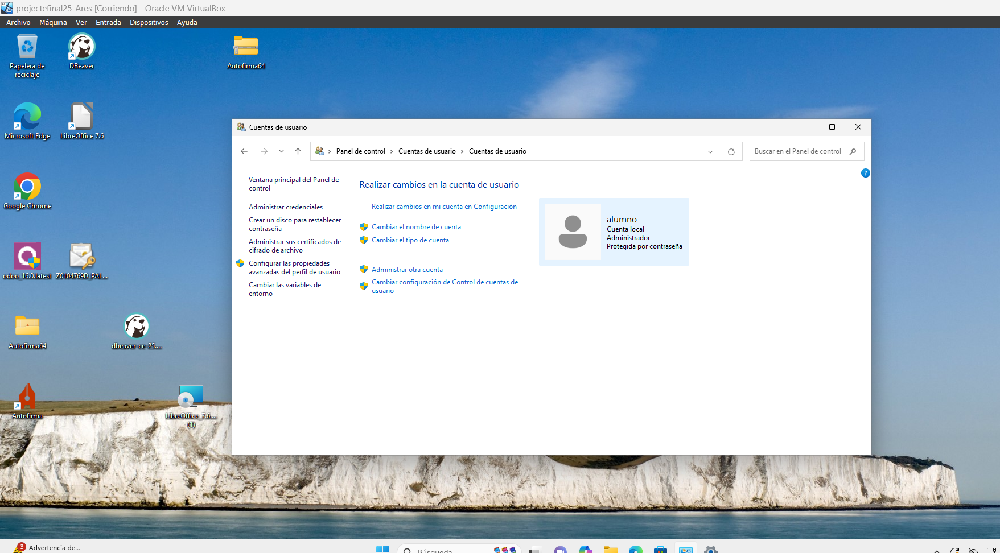 projectefinal25-Ares [Corriendo] - Oracle VM VirtualBox
Archivo Máquina Ver Entrada Dispositivos Ayuda
Papelera de reciclaje
DBeaver
Autofirma64
Microsoft Edge
LibreOffice 7.6
Google Chrome
odoo_16.0.latest
Z0104769D_PAL...
Autofirma64
dbeaver-ce-25....
Autofirma
LibreOffice_7.6....
(1)
Cuentas de usuario
Panel de control > Cuentas de usuario > Cuentas de usuario
Buscar en el Panel de control
Ventana principal del Panel de
control
Administrar credenciales
Crear un disco para restablecer
contraseña
Administrar sus certificados de
cifrado de archivo
Configurar las propiedades
avanzadas del perfil de usuario
Cambiar las variables de
entorno
Realizar cambios en la cuenta de usuario
Realizar cambios en mi cuenta en Configuración
Cambiar el nombre de cuenta
Cambiar el tipo de cuenta
Administrar otra cuenta
Cambiar configuración de Control de cuentas de
usuario
alumno
Cuenta local
Administrador
Protegida por contraseña
?
3
Advertencia de...
Búsqueda